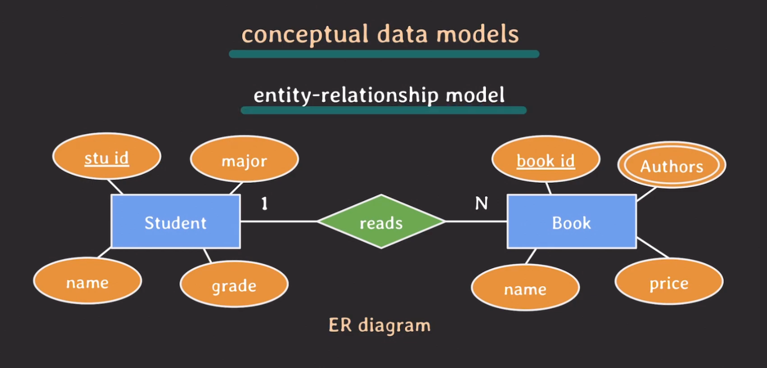 conceptual data models
entity-relationship model
stu id
major
book id
Authors
Student
1
reads
N
Book
name
grade
name
price
ER diagram